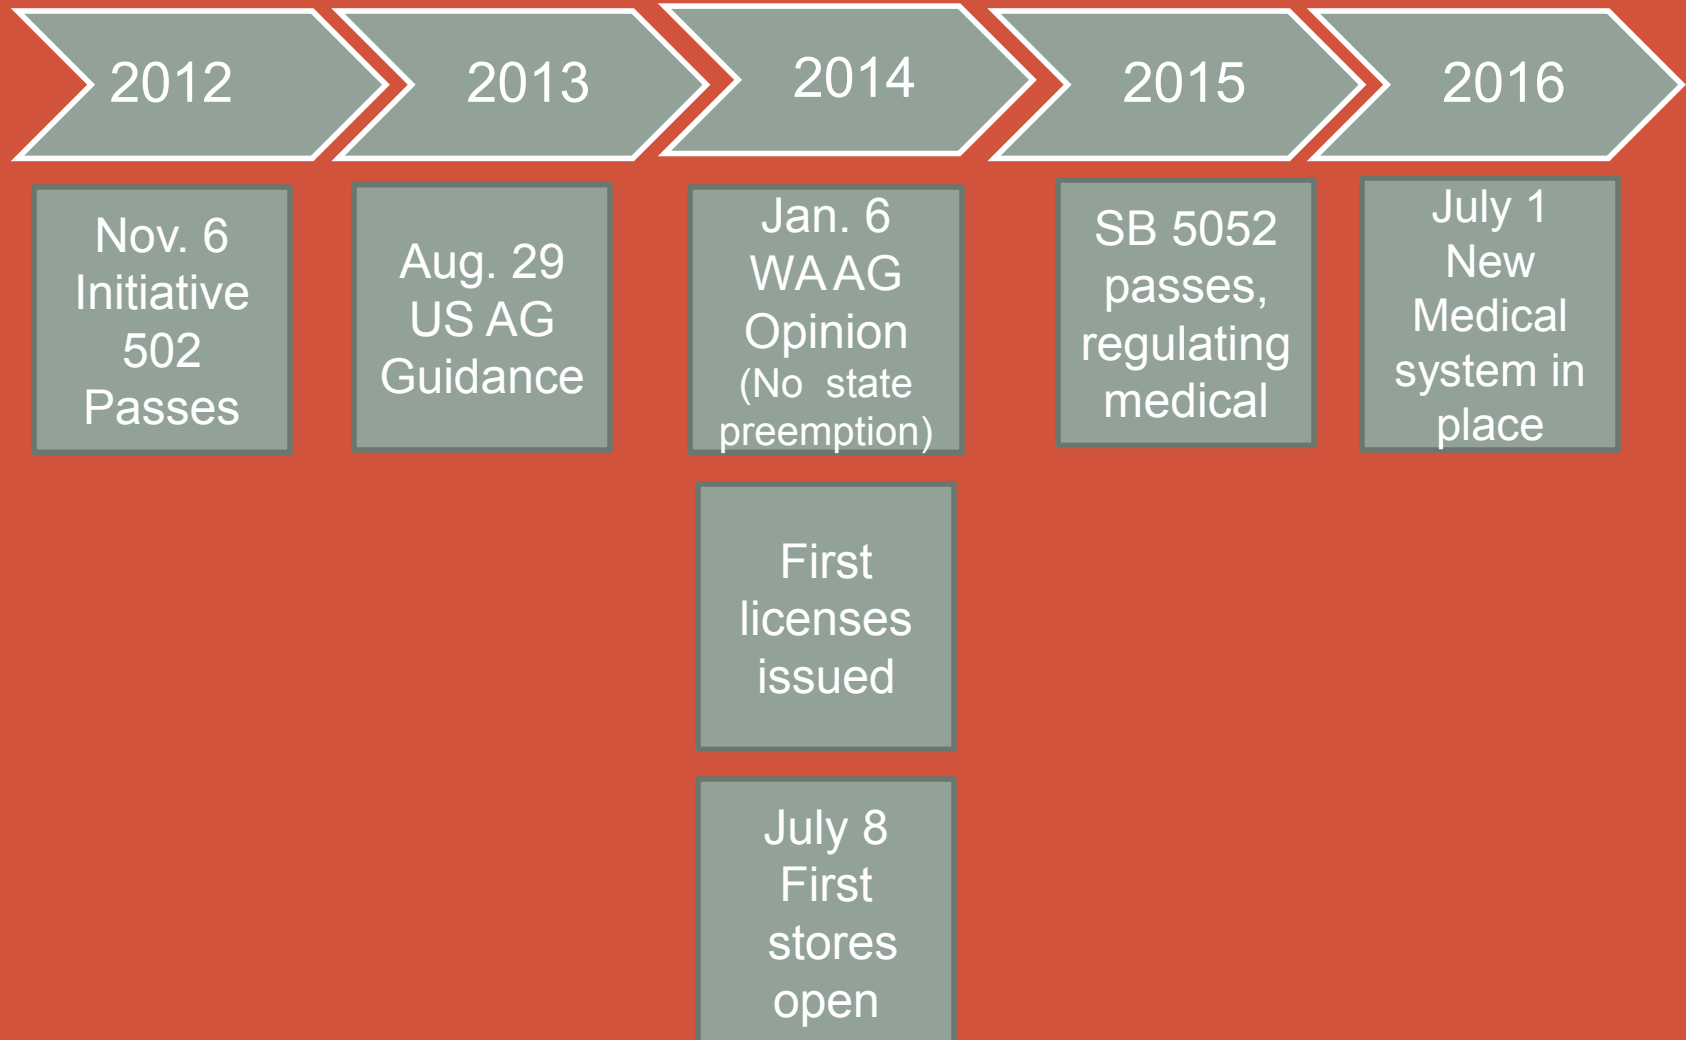 2012
2013
2014
2015
2016
Nov. 6
Initiative
502
Passes
Aug. 29
US AG
Guidance
Jan. 6
WA AG
Opinion
(No state
preemption)
SB 5052
passes,
regulating
medical
July 1
New
Medical
system in
place
First
licenses
issued
July 8
First
stores
open